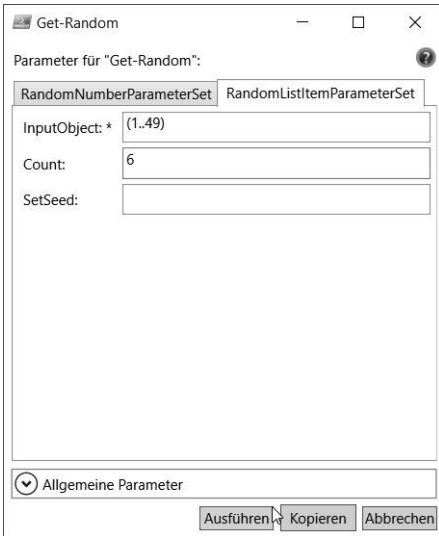 Get-Random
Parameter für "Get-Random":
RandomNumberParameterSet RandomListItemParameterSet
InputObject: * (1..49)
Count: 6
SetSeed:
Allgemeine Parameter
Ausführen Kopieren Abbrechen